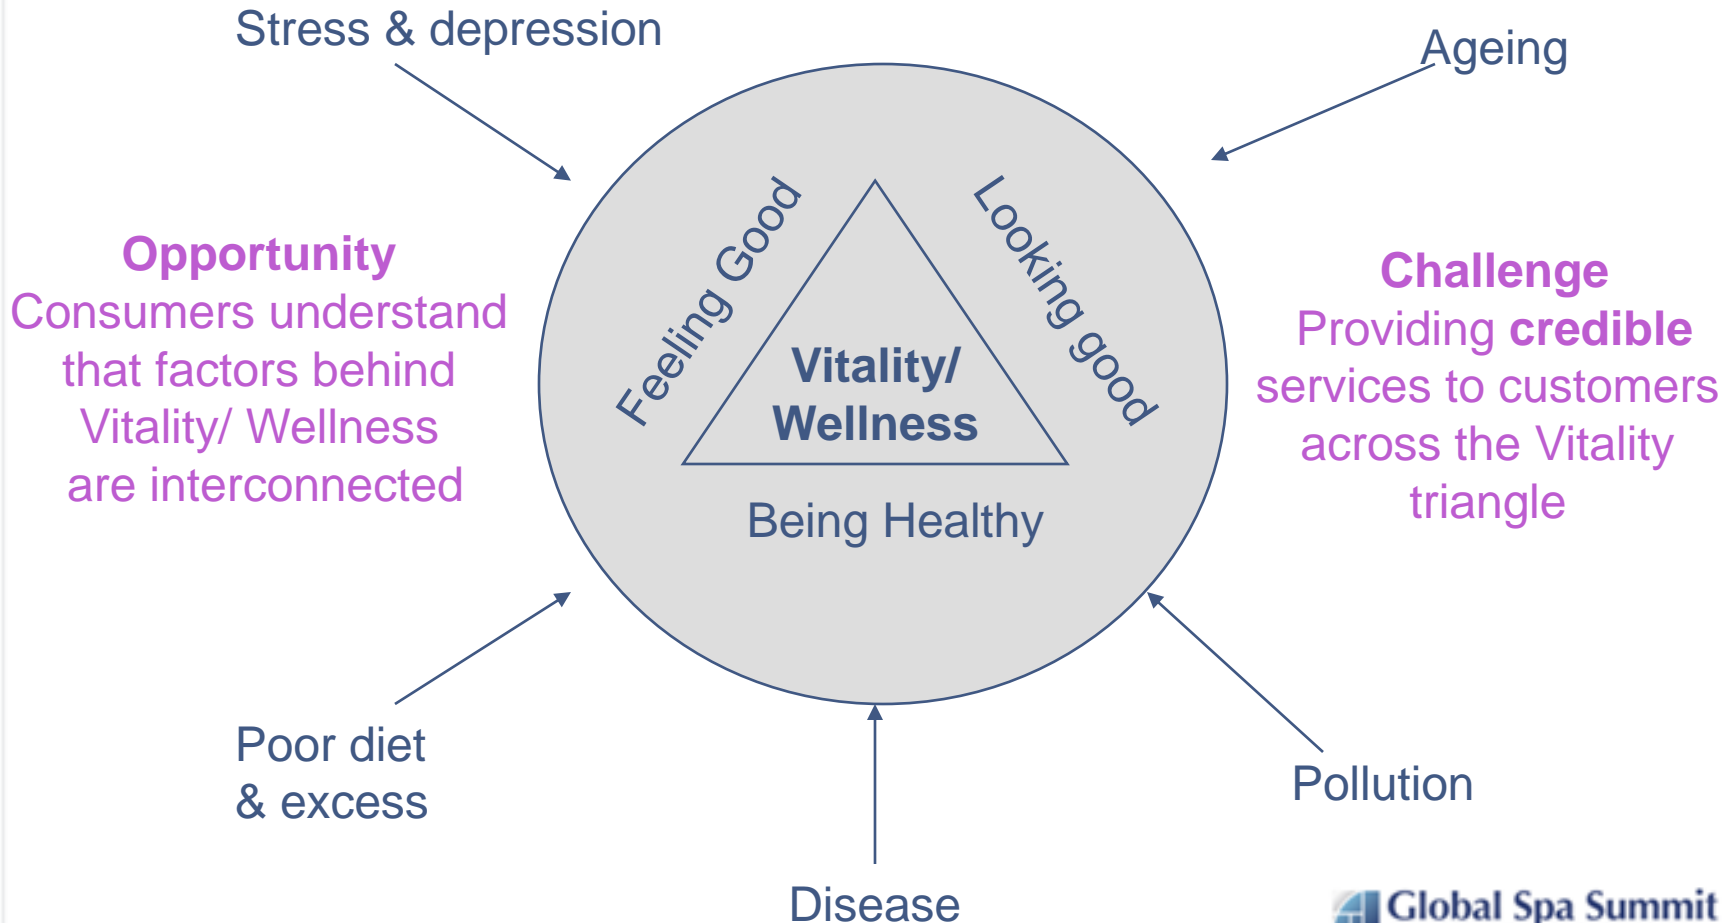 Stress & depression
Ageing
Feeling Good
Looking good
Opportunity
Consumers understand
that factors behind
Vitality/ Wellness
are interconnected
Vitality/
Wellness
Challenge
Providing credible
services to customers
across the Vitality
triangle
Being Healthy
Poor diet
& excess
Pollution
Disease
Global Spa Summit